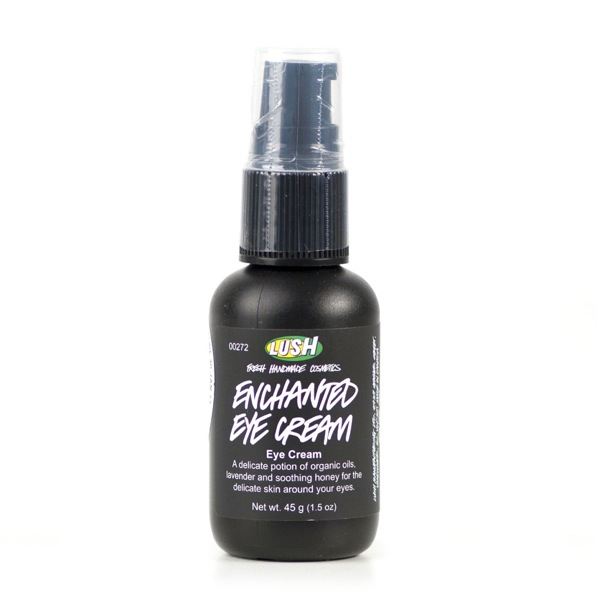 00272
LUSH
FRESH HANDMADE COSMETICS
ENCHANTED
EYE CREAM
Eye Cream
A delicate potion of organic oils,
lavender and soothing honey for the
delicate skin around your eyes.
Net wt. 45 g (1.5 oz)